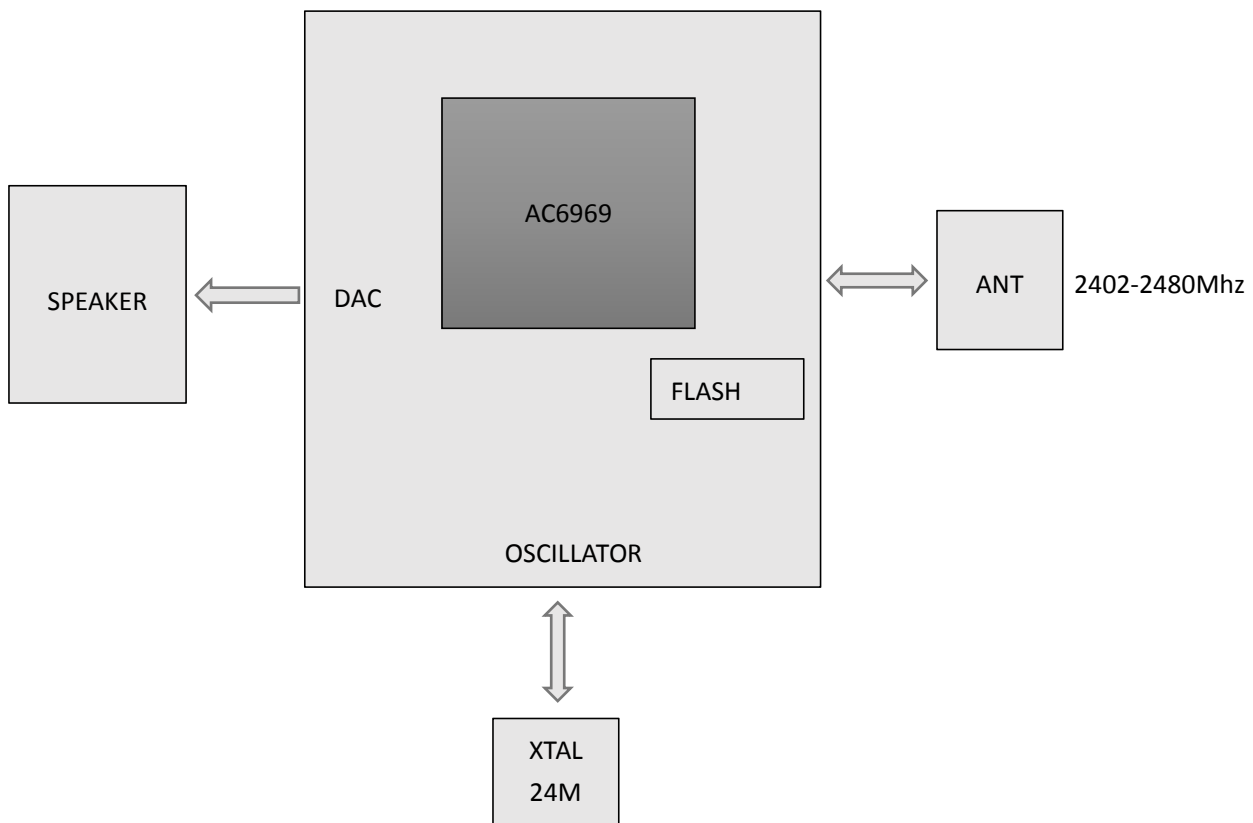 AC6969
SPEAKER
DAC
ANT
2402-2480Mhz
FLASH
OSCILLATOR
XTAL
24M